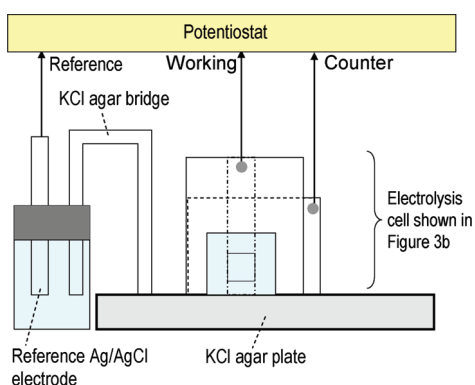 Potentiostat
Reference
Working
Counter
KCl agar bridge
Electrolysis
cell shown in
Figure 3b
Reference Ag/AgCl
electrode
KCl agar plate